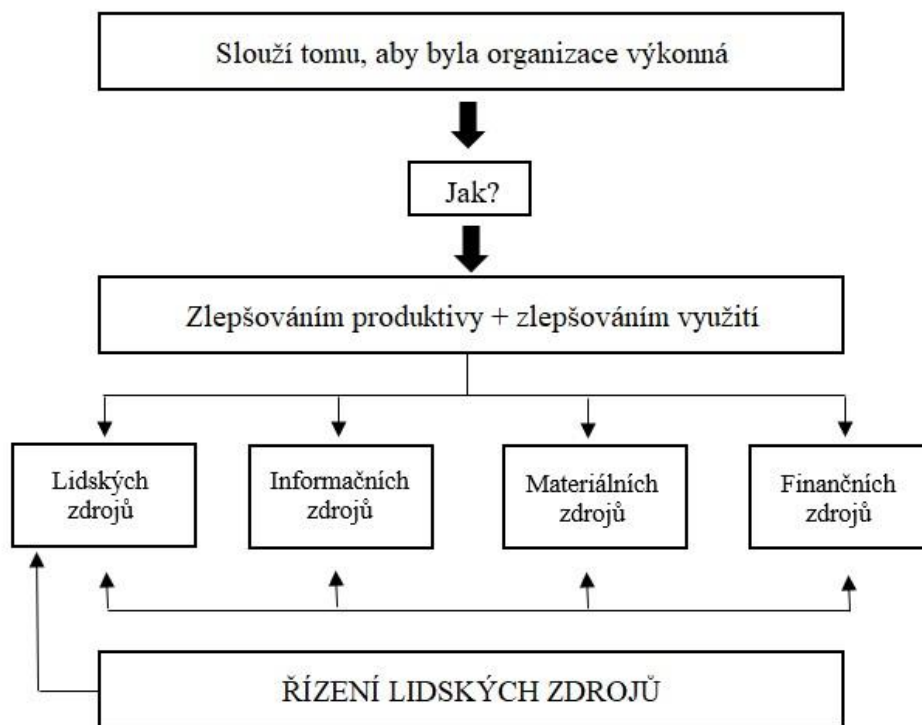 Slouží tomu, aby byla organizace výkonná
Jak?
Zlepšováním produktivy + zlepšováním využití
Lidských
zdrojů
Informačních
zdrojů
Materiálních
zdrojů
Finančních
zdrojů
ŘÍZENÍ LIDSKÝCH ZDROJŮ